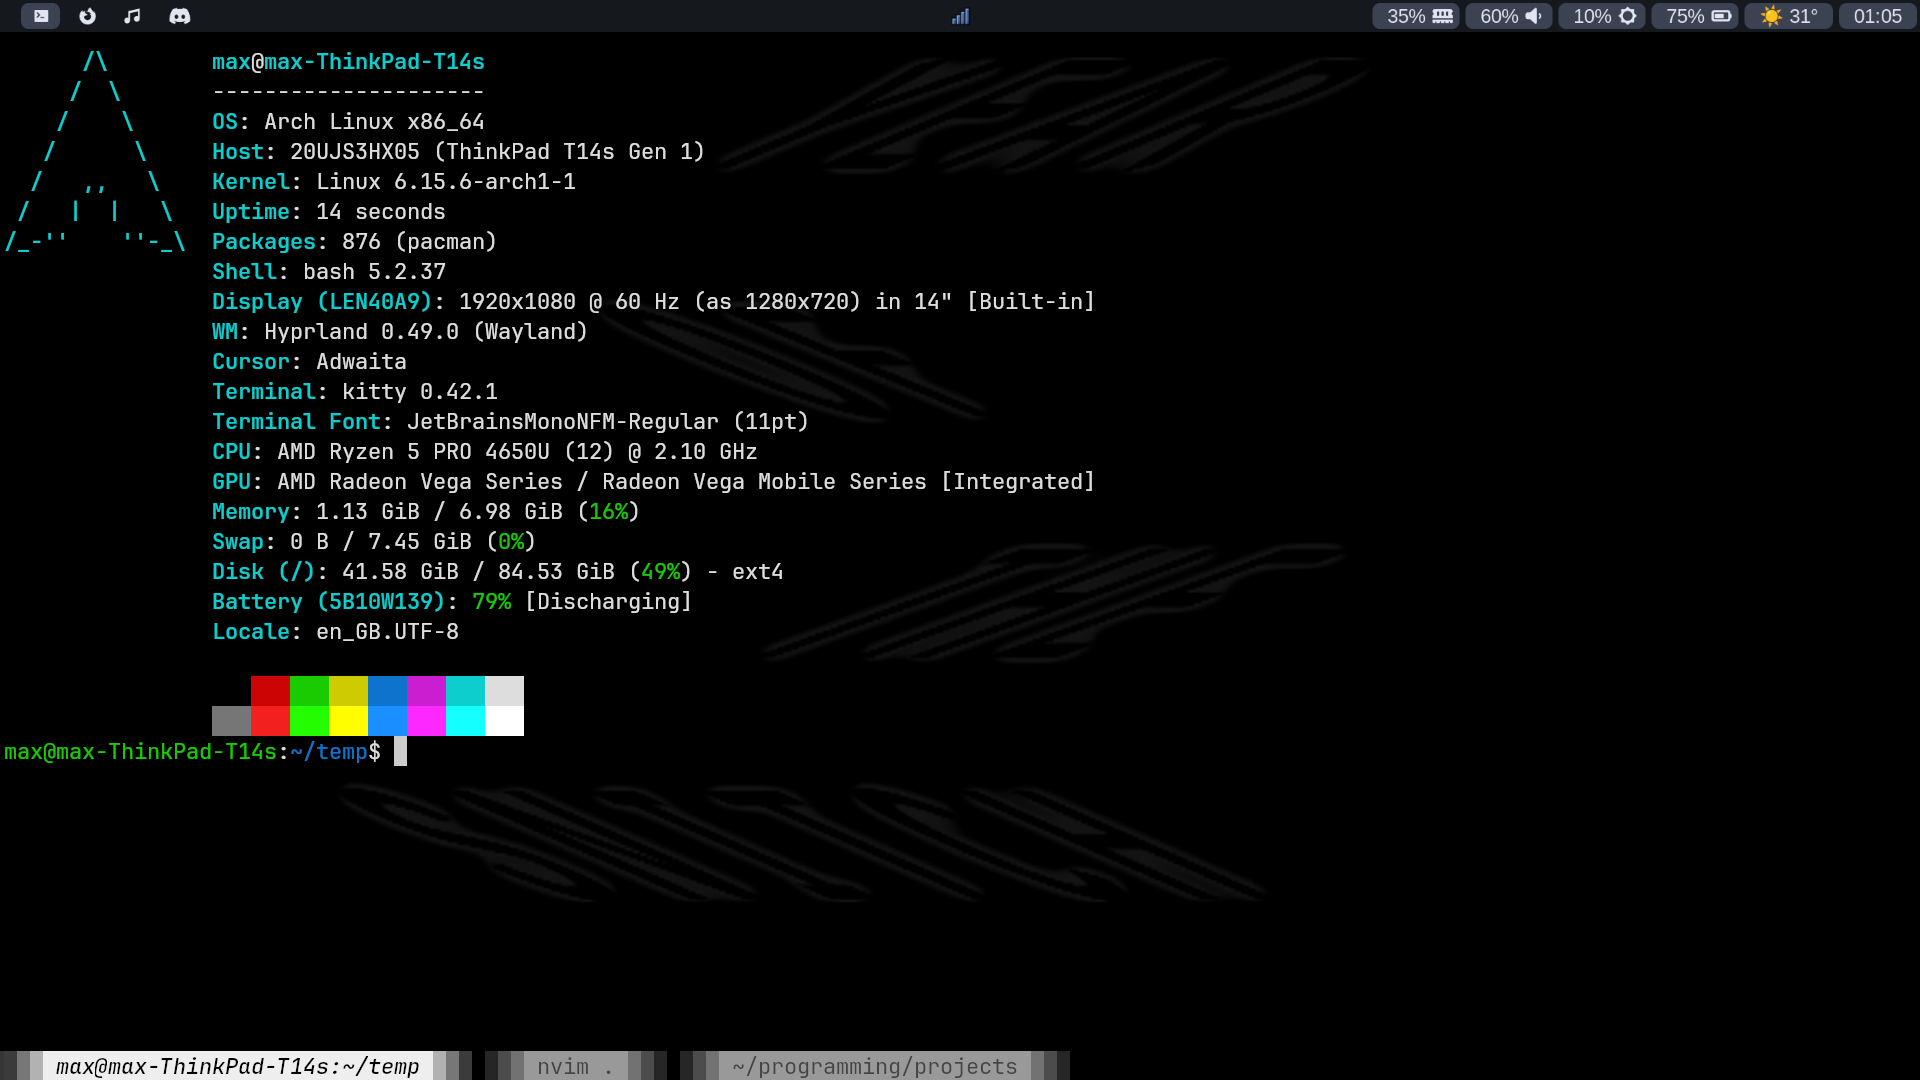 35% 60% 10% 75% 31° 01:05
max@max-ThinkPad-T14s
---------------------
OS: Arch Linux x86_64
Host: 20UJS3HX05 (ThinkPad T14s Gen 1)
Kernel: Linux 6.15.6-arch1-1
Uptime: 14 seconds
Packages: 876 (pacman)
Shell: bash 5.2.37
Display (LEN40A9): 1920x1080 @ 60 Hz (as 1280x720) in 14" [Built-in]
WM: Hyprland 0.49.0 (Wayland)
Cursor: Adwaita
Terminal: kitty 0.42.1
Terminal Font: JetBrainsMonoNFM-Regular (11pt)
CPU: AMD Ryzen 5 PRO 4650U (12) @ 2.10 GHz
GPU: AMD Radeon Vega Series / Radeon Vega Mobile Series [Integrated]
Memory: 1.13 GiB / 6.98 GiB (16%)
Swap: 0 B / 7.45 GiB (0%)
Disk (/): 41.58 GiB / 84.53 GiB (49%) - ext4
Battery (5B10W139): 79% [Discharging]
Locale: en_GB.UTF-8
max@max-ThinkPad-T14s:~/temp$
max@max-ThinkPad-T14s:~/temp nvim . ~/programming/projects